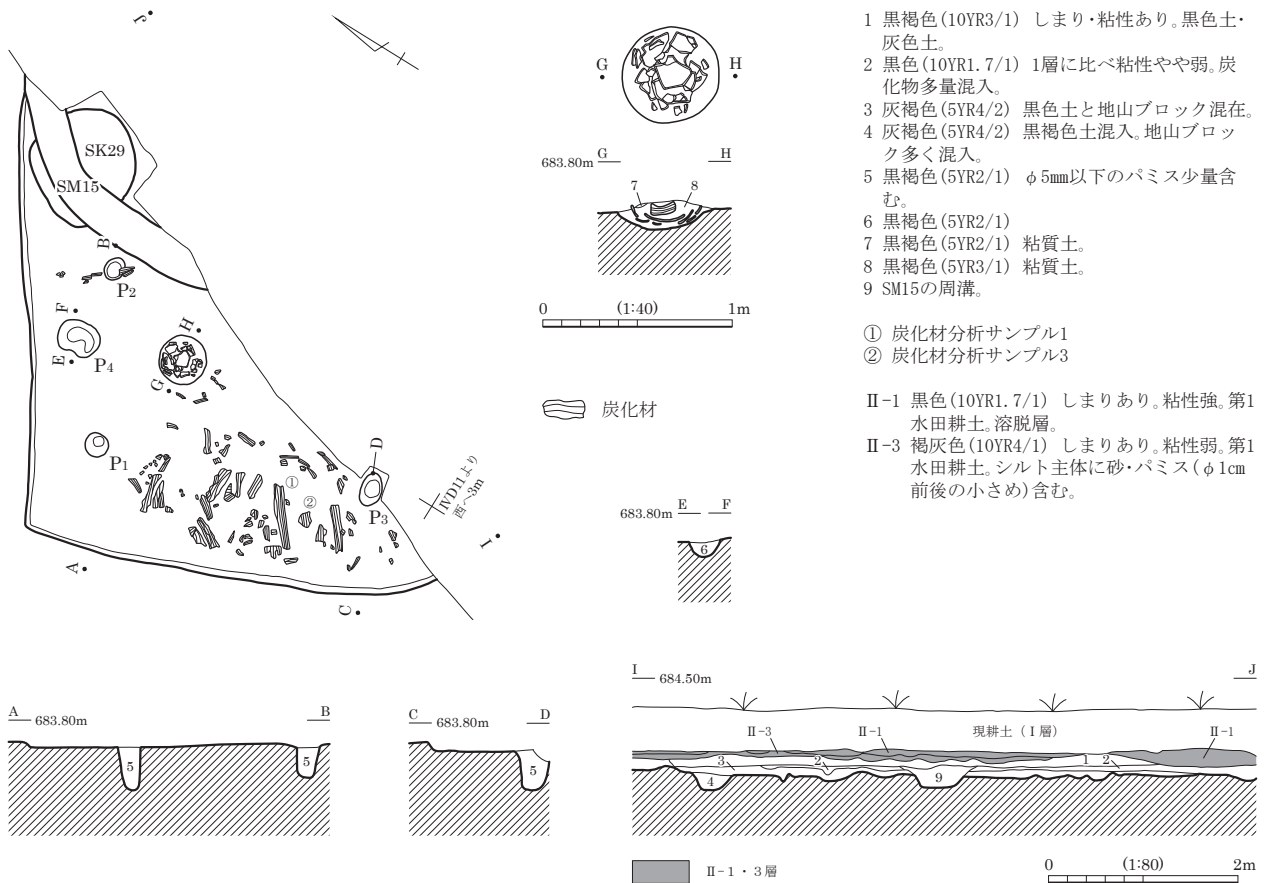 J
SK29
SM15
B
P2
F
E
P4
H
G
P1
①
②
D
P3
IVD11より
西へ3m
I
A
C
G
H
683.80m G
H
7
8
0
(1:40)
1m
炭化材
683.80m E
F
6
1 黒褐色(10YR3/1) しまり・粘性あり。黒色土・
灰色土。
2 黒色(10YR1.7/1) 1層に比べ粘性やや弱。炭
化物多量混入。
3 灰褐色(5YR4/2) 黒色土と地山ブロック混在。
4 灰褐色(5YR4/2) 黒褐色土混入。地山ブロッ
ク多く混入。
5 黒褐色(5YR2/1) φ5mm以下のパミス少量含
む。
6 黒褐色(5YR2/1)
7 黒褐色(5YR2/1) 粘質土。
8 黒褐色(5YR3/1) 粘質土。
9 SM15の周溝。
① 炭化材分析サンプル1
② 炭化材分析サンプル3
Ⅱ-1 黒色(10YR1.7/1) しまりあり。粘性強。第1
水田耕土。溶脱層。
Ⅱ-3 褐灰色(10YR4/1) しまりあり。粘性弱。第1
水田耕土。シルト主体に砂・パミス(φ1cm
前後の小さめ)含む。
A
683.80m
B
5
5
C
683.80m
D
5
I
684.50m
J
Ⅱ-3
Ⅱ-1
現耕土(Ⅰ層)
Ⅱ-1
3
2
1
2
4
9
Ⅱ-1・3層
0
(1:80)
2m